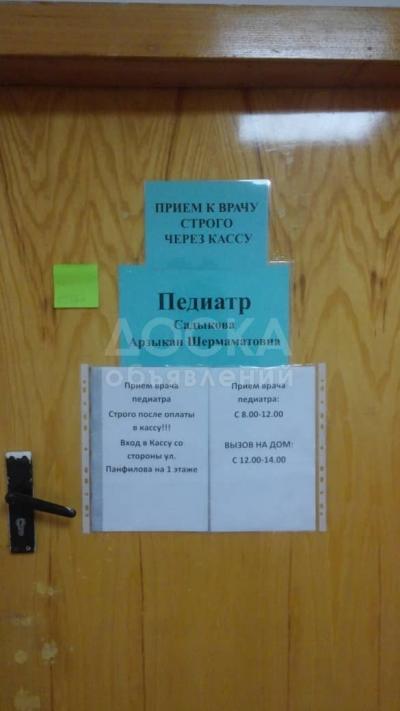 ПРИЕМ К ВРАЧУ
СТРОГО
ЧЕРЕЗ КАССУ
Педиатр
Садыкова
Арзыкан Шермаматовна
ДОСКА
объявлений
Прием врача
педиатра
Строго после оплаты
в кассу!!!
Вход в Кассу со
стороны ул.
Панфилова на 1 этаже
Прием врача
педиатра:
С 8.00-12.00
ВЫЗОВ НА ДОМ:
С 12.00-14.00